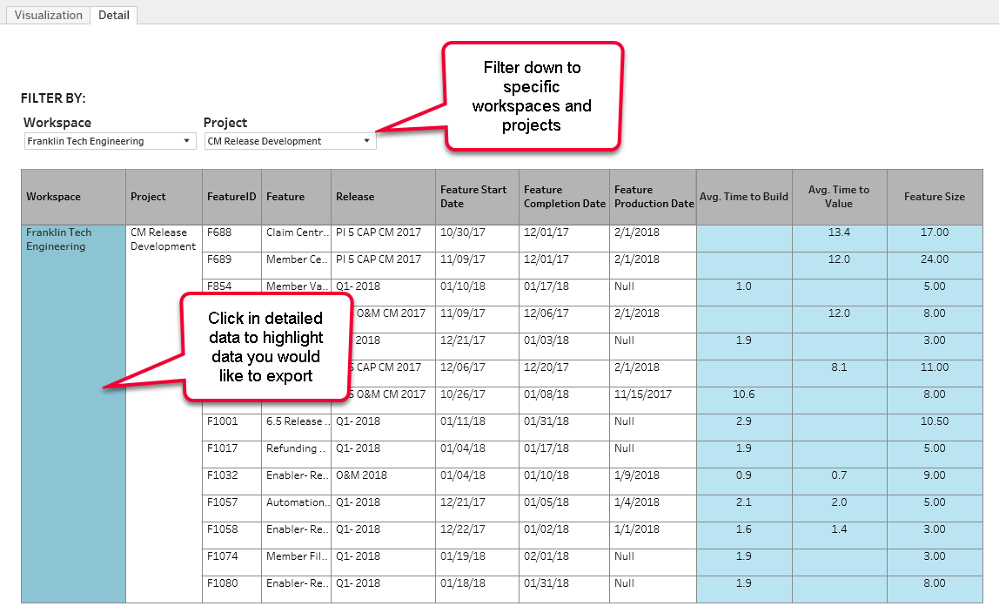 Visualization Detail
Filter down to
specific
workspaces and
projects
FILTER BY:
Workspace Project
Franklin Tech Engineering CM Release Development
Workspace Project FeatureID Feature Release Feature Start Date Feature Completion Date Feature Production Date Avg. Time to Build Avg. Time to Value Feature Size
Franklin Tech Engineering CM Release Development F688 Claim Centr.. PI 5 CAP CM 2017 10/30/17 12/01/17 2/1/2018 13.4 17.00
F689 Member Ce.. PI 5 CAP CM 2017 11/09/17 12/01/17 2/1/2018 12.0 24.00
F854 Member Va.. Q1- 2018 01/10/18 01/17/18 Null 1.0 5.00
5 O&M CM 2017 11/09/17 12/06/17 2/1/2018 12.0 8.00
2018 12/21/17 01/03/18 Null 1.9 3.00
5 CAP CM 2017 12/06/17 12/20/17 2/1/2018 8.1 11.00
5 O&M CM 2017 10/26/17 01/08/18 11/15/2017 10.6 8.00
Click in detailed
data to highlight
data you would
like to export
F1001 6.5 Release .. Q1- 2018 01/11/18 01/31/18 Null 2.9 10.50
F1017 Refunding .. Q1- 2018 01/04/18 01/17/18 Null 1.9 5.00
F1032 Enabler- Re.. O&M 2018 01/04/18 01/10/18 1/9/2018 0.9 0.7 9.00
F1057 Automation.. Q1- 2018 12/21/17 01/05/18 1/4/2018 2.1 2.0 5.00
F1058 Enabler- Re.. Q1- 2018 12/22/17 01/02/18 1/1/2018 1.6 1.4 3.00
F1074 Member Fil.. Q1- 2018 01/19/18 02/01/18 Null 1.9 3.00
F1080 Enabler- Re.. Q1- 2018 01/18/18 01/31/18 Null 1.9 8.00